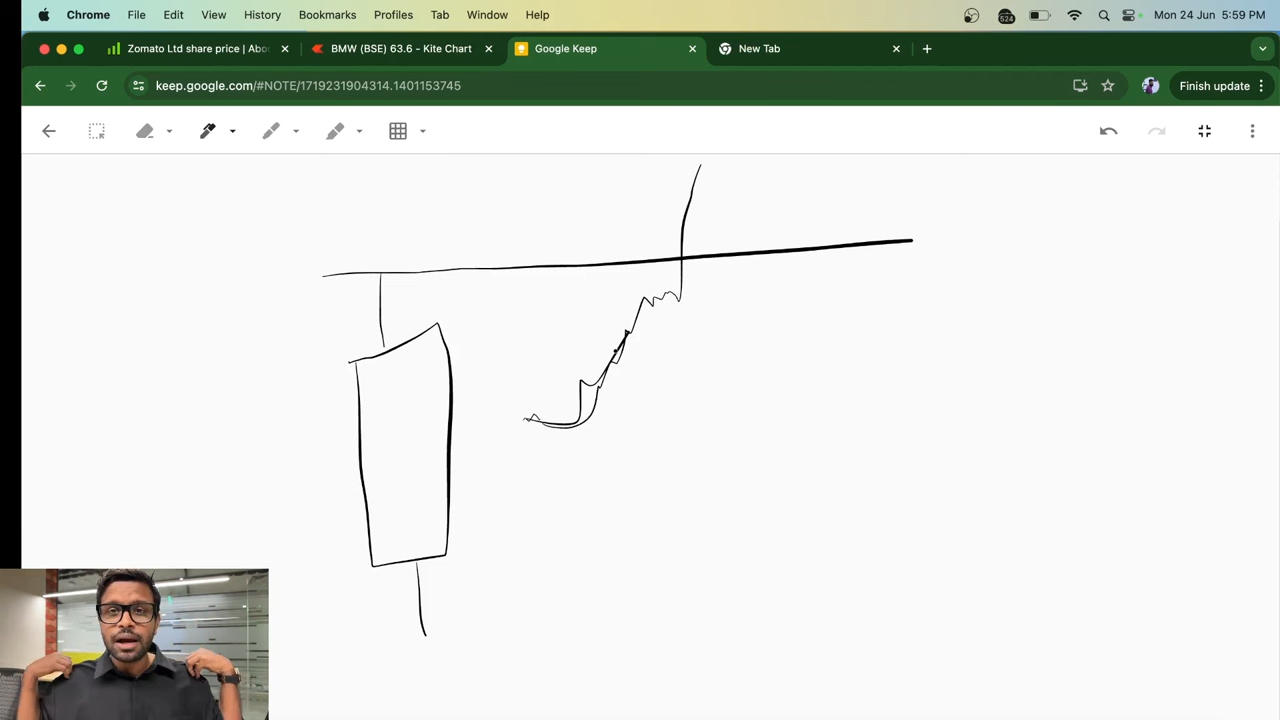 Chrome File Edit View History Bookmarks Profiles Tab Window Help 524 Mon 24 Jun 5:59 PM
Zomato Ltd share price | Abo BMW (BSE) 63.6 - Kite Chart Google Keep New Tab
keep.google.com/#NOTE/1719231904314.1401153745 Finish update